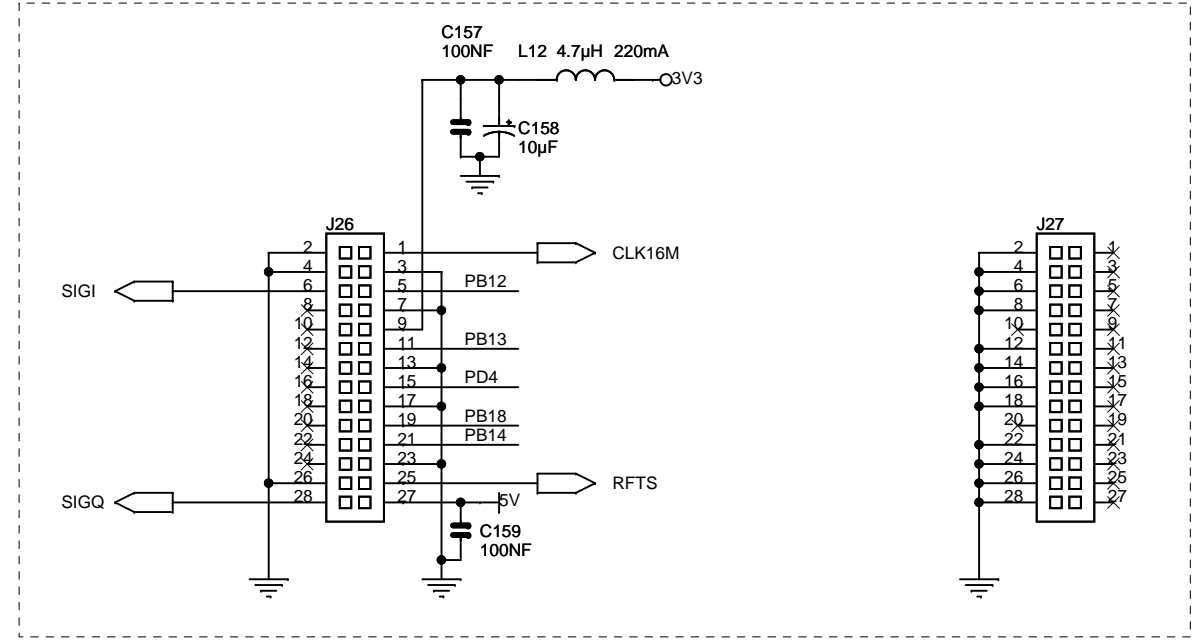 C157
100NF
L12 4.7µH 220mA
3V3
C158
10µF
J26
2 1
4 3
6 5
8 7
10 9
12 11
14 13
16 15
18 17
20 19
22 21
24 23
26 25
28 27
CLK16M
SIGI
PB12
PB13
PD4
PB18
PB14
RFTS
SIGQ
5V
C159
100NF
J27
2 1
4 3
6 5
8 7
10 9
12 11
14 13
16 15
18 17
20 19
22 21
24 23
26 25
28 27